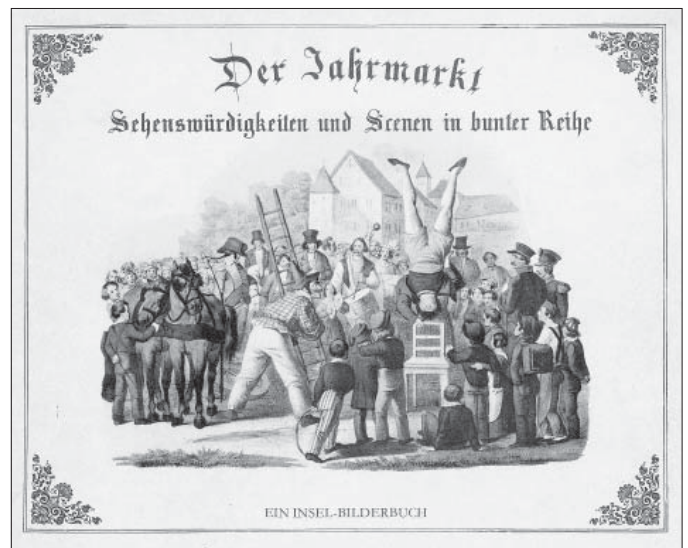 Der Jahrmarkt
Sehenswürdigkeiten und Scenen in bunter Reihe
EIN INSEL-BILDERBUCH